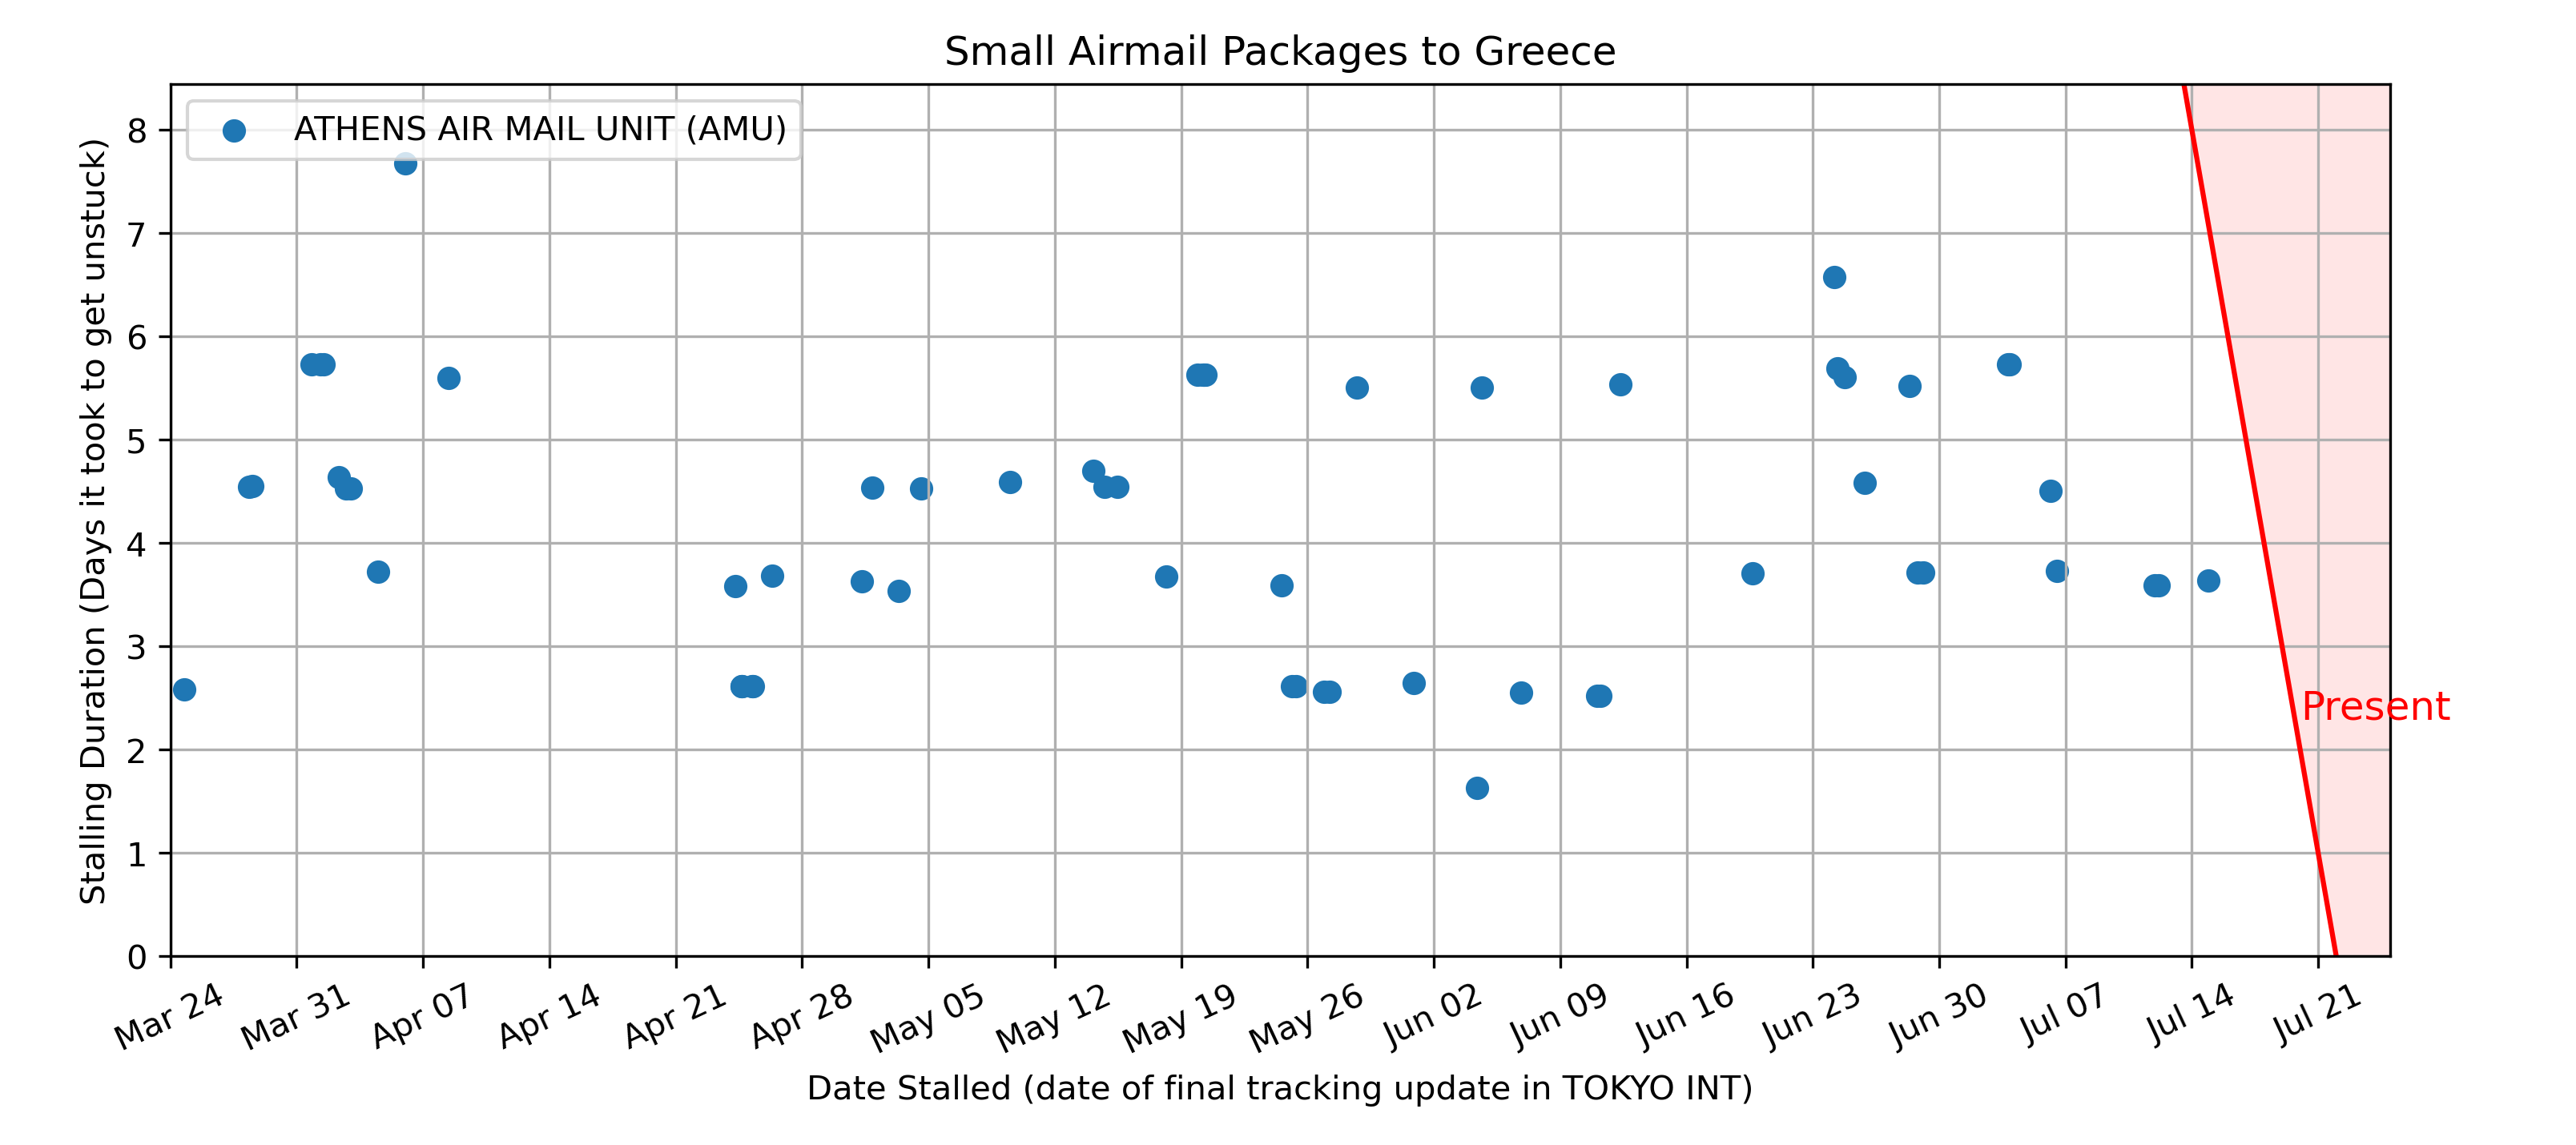 Small Airmail Packages to Greece
ATHENS AIR MAIL UNIT (AMU)
Stalling Duration (Days it took to get unstuck)
8
7
6
5
4
3
2
1
0
Present
Mar 24
Mar 31
Apr 07
Apr 14
Apr 21
Apr 28
May 05
May 12
May 19
May 26
Jun 02
Jun 09
Jun 16
Jun 23
Jun 30
Jul 07
Jul 14
Jul 21
Date Stalled (date of final tracking update in TOKYO INT)